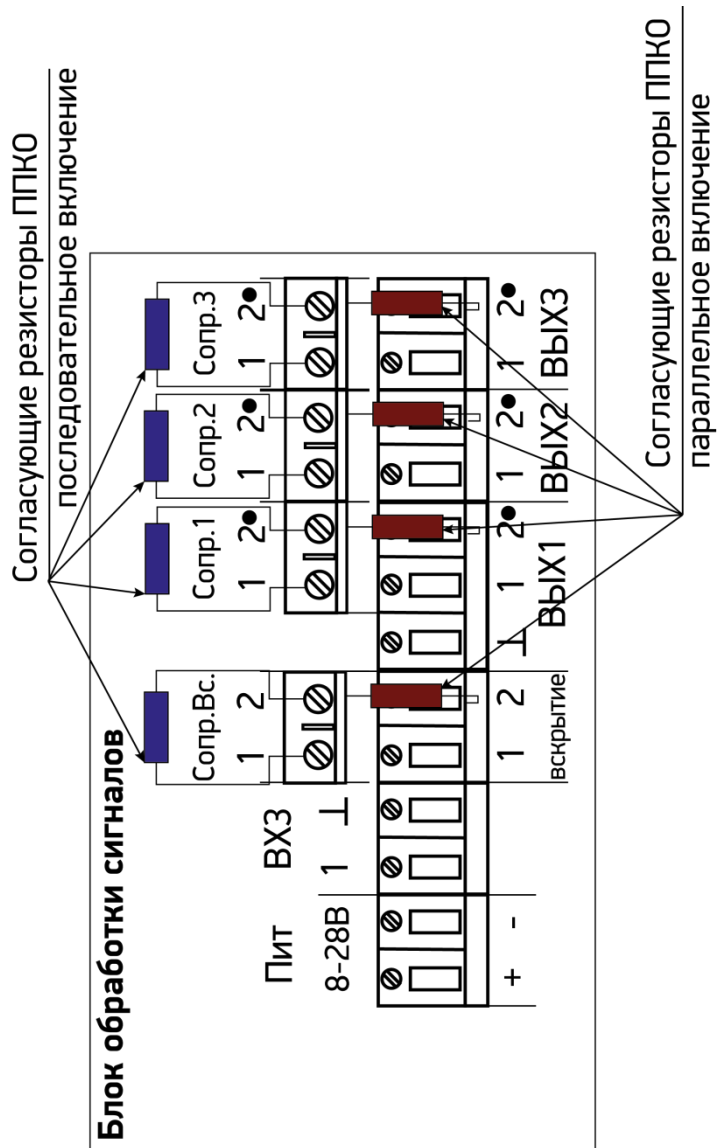 Согласующие резисторы ППКО
последовательное включение
Блок обработки сигналов
Сопр.Вс.
Сопр.1
Сопр.2
Сопр.3
1 2
1 2•
1 2•
1 2•
Пит
8-28В
ВХ3
1 ⊥
+ -
1 2
вскрытие
⊥ 1 2•
ВЫХ1
1 2•
ВЫХ2
1 2•
ВЫХ3
Согласующие резисторы ППКО
параллельное включение